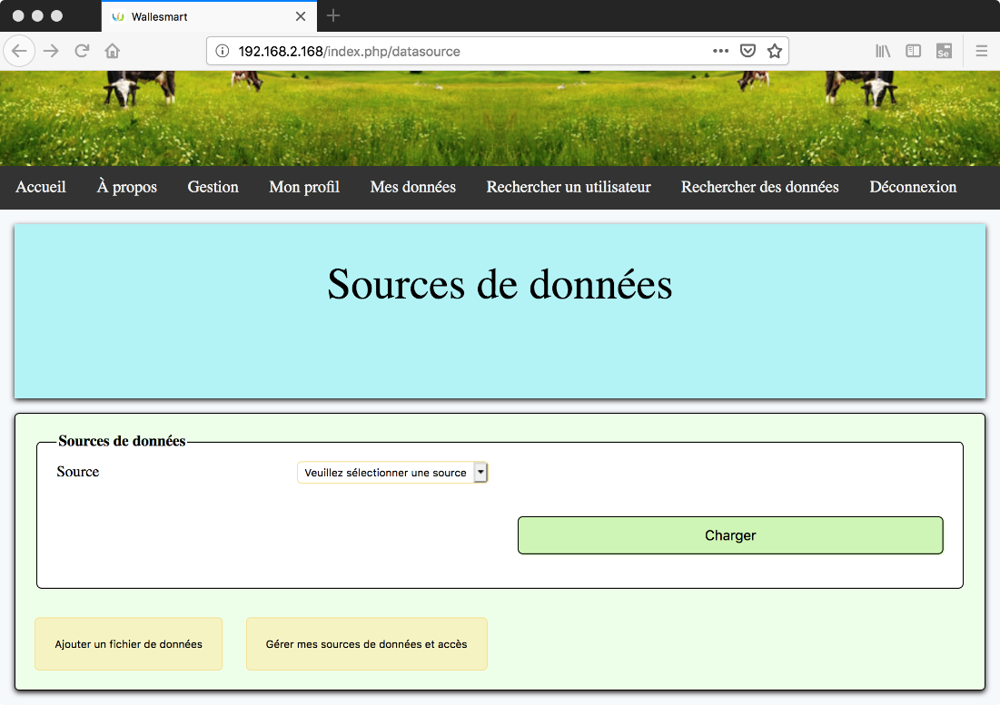 Wallesmart
192.168.2.168/index.php/datasource
Se
Accueil À propos Gestion Mon profil Mes données Rechercher un utilisateur Rechercher des données Déconnexion
Sources de données
Sources de données
Source Veuillez sélectionner une source
Charger
Ajouter un fichier de données Gérer mes sources de données et accès